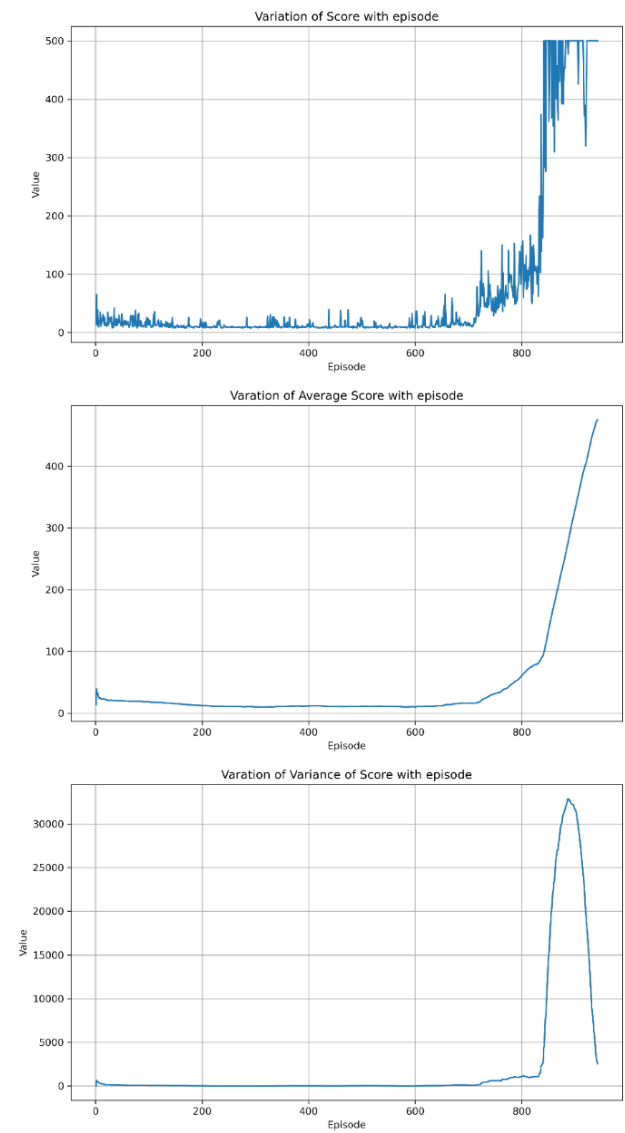 Variation of Score with episode
500
400
300
200
100
0
Value
0 200 400 600 800
Episode
Varation of Average Score with episode
400
300
200
100
0
Value
0 200 400 600 800
Episode
Varation of Variance of Score with episode
30000
25000
20000
15000
10000
5000
0
Value
0 200 400 600 800
Episode